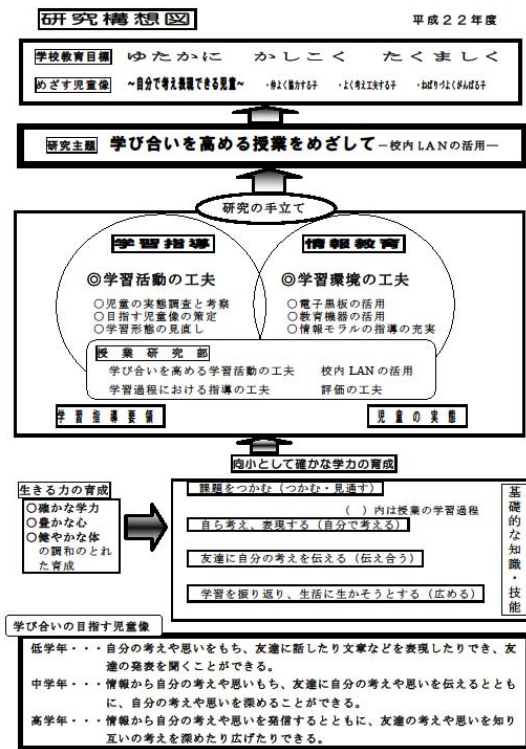 研究構想図
平成22年度
学校教育目標 ゆたかに かしこく たくましく
めざす児童像 ~自分で考え表現できる児童~ ・仲よく協力する子 ・よく考え工夫する子 ・ねばりづよくがんばる子
研究主題 学び合いを高める授業をめざして―校内LANの活用―
研究の手立て
学習指導
情報教育
◎学習活動の工夫
◎学習環境の工夫
○児童の実態調査と考察
○目指す児童像の策定
○学習形態の見直し
○電子黒板の活用
○教育機器の活用
○情報モラルの指導の充実
授業研究部
学び合いを高める学習活動の工夫 校内LANの活用
学習過程における指導の工夫 評価の工夫
学習指導要領
児童の実態
向小として確かな学力の育成
生きる力の育成
○確かな学力
○豊かな心
○健やかな体
の調和のとれ
た育成
課題をつかむ(つかむ・見通す)
( )内は授業の学習過程
自ら考え、表現する(自分で考える)
友達に自分の考えを伝える(伝え合う)
学習を振り返り、生活に生かそうとする(広める)
基礎的な知識・技能
学び合いの目指す児童像
低学年・・・自分の考えや思いをもち、友達に話したり文章などを表現したりでき、友
達の発表を聞くことができる。
中学年・・・情報から自分の考えや思いもち、友達に自分の考えや思いを伝えるととも
に、自分の考えや思いを深めることができる。
高学年・・・情報から自分の考えや思いを発信するとともに、友達の考えや思いを知り
互いの考えを深めたり広げたりできる。